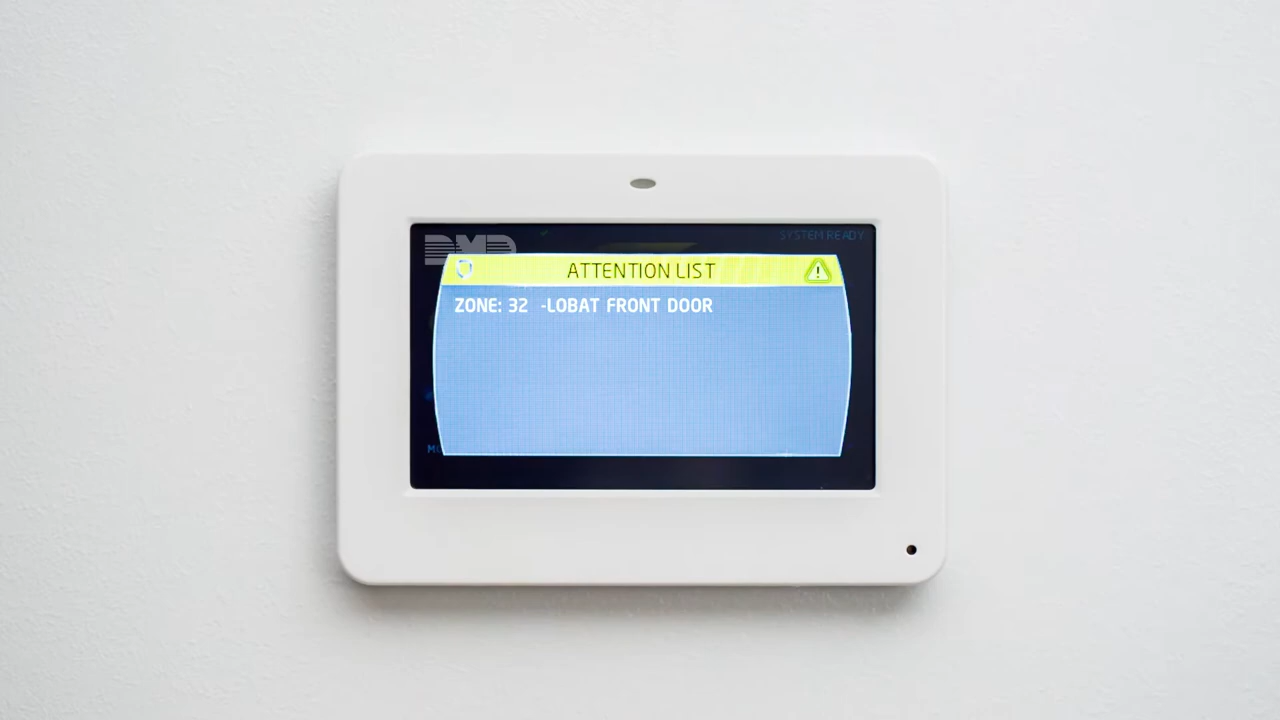 DMP
SYSTEM READY
ATTENTION LIST
ZONE: 32 -LOBAT FRONT DOOR